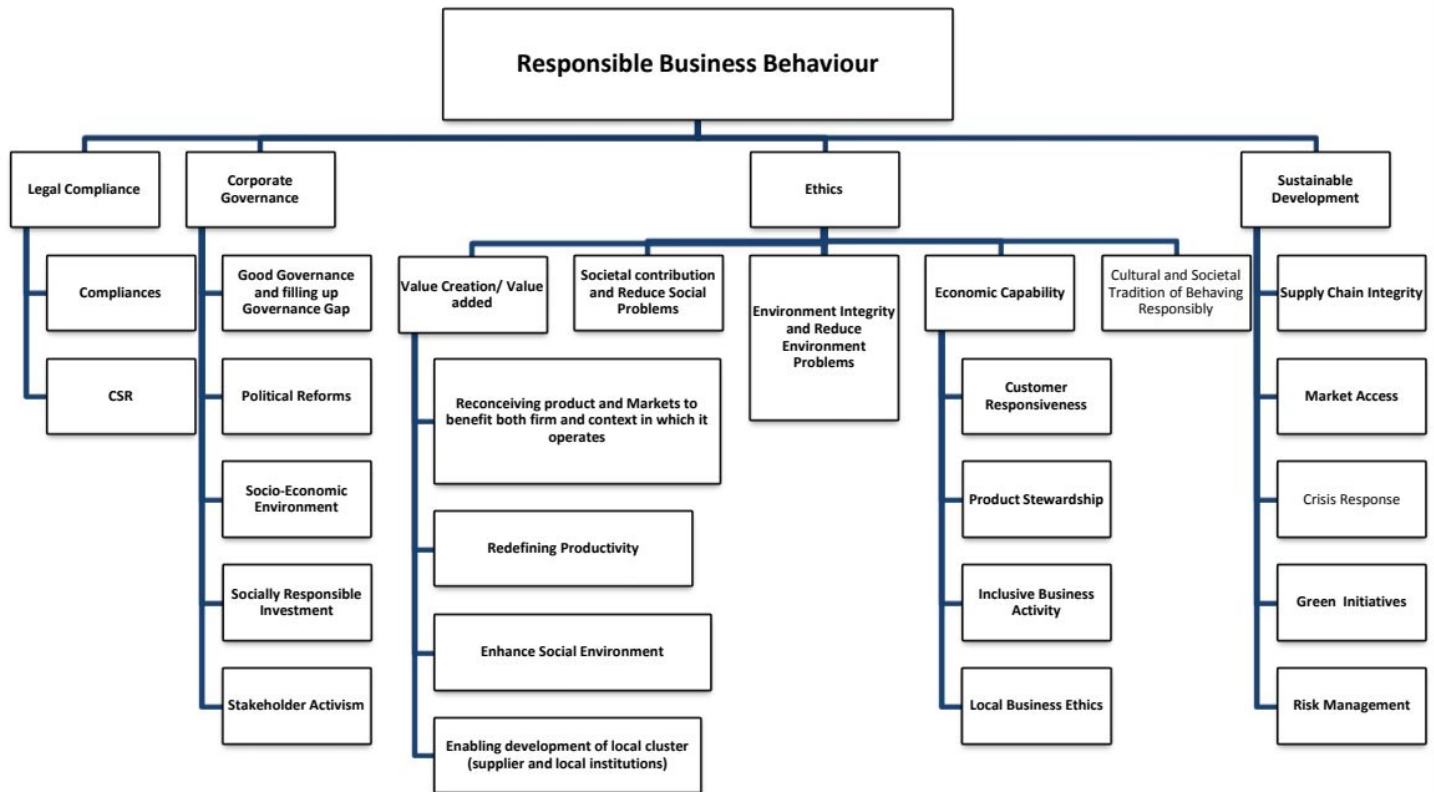 Responsible Business Behaviour
Legal Compliance
Corporate
Governance
Ethics
Sustainable
Development
Compliances
CSR
Good Governance
and filling up
Governance Gap
Political Reforms
Socio-Economic
Environment
Socially Responsible
Investment
Stakeholder Activism
Value Creation/ Value
added
Reconceiving product and Markets to
benefit both firm and context in which it
operates
Redefining Productivity
Enhance Social Environment
Enabling development of local cluster
(supplier and local institutions)
Societal contribution
and Reduce Social
Problems
Environment Integrity
and Reduce
Environment
Problems
Economic Capability
Customer
Responsiveness
Product Stewardship
Inclusive Business
Activity
Local Business Ethics
Cultural and Societal
Tradition of Behaving
Responsibly
Supply Chain Integrity
Market Access
Crisis Response
Green Initiatives
Risk Management